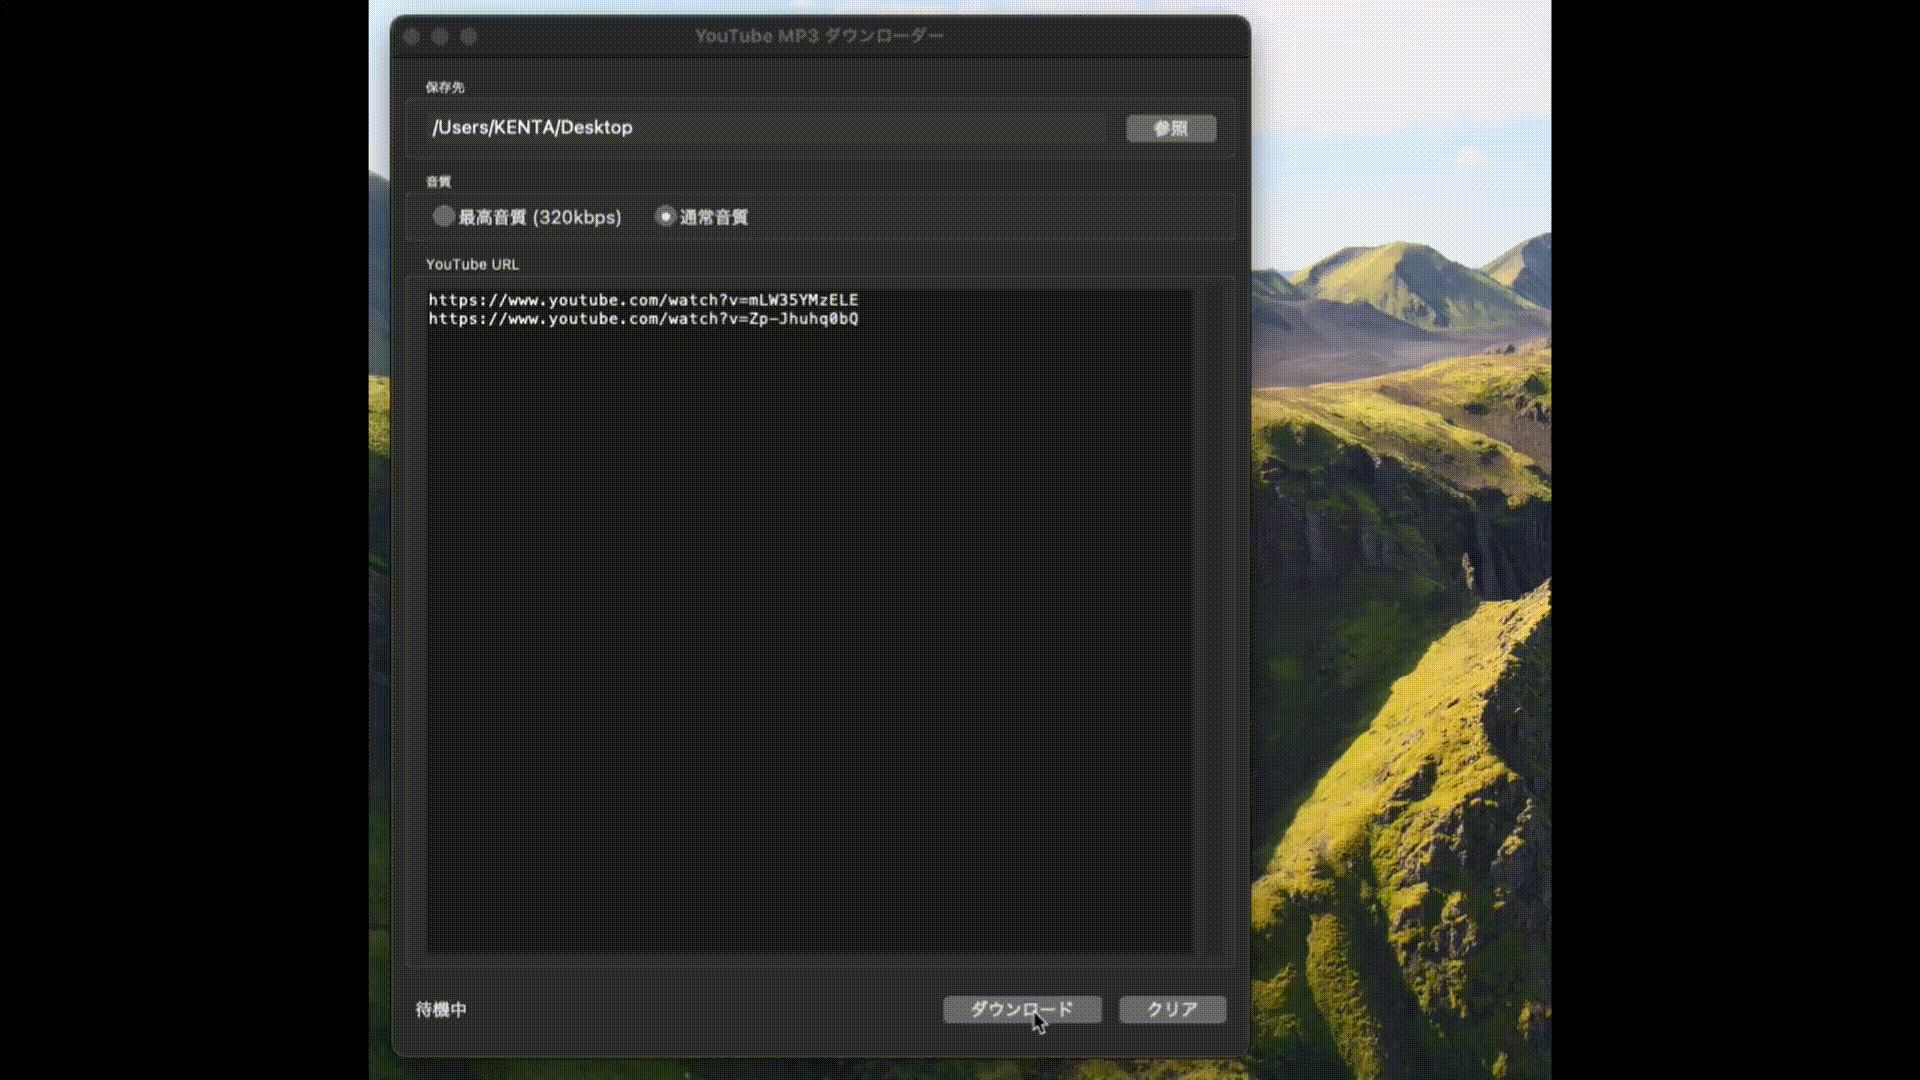 YouTube MP3 ダウンローダー
保存先
/Users/KENTA/Desktop
参照
音質
最高音質 (320kbps)
通常音質
YouTube URL
https://www.youtube.com/watch?v=mLW35YMzELE
https://www.youtube.com/watch?v=Zp-Jhuhq0bQ
待機中
ダウンロード
クリア